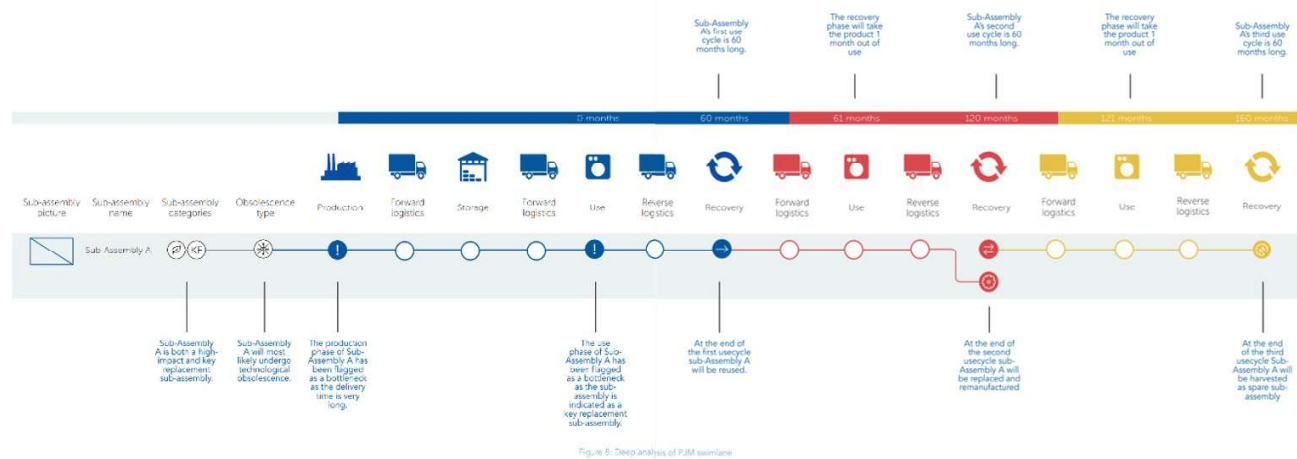 Sub-Assembly
A's first use
cycle is 60
months long.
The recovery
phase will take
the product 1
month out of
use
Sub-Assembly
A's second
use cycle is 60
months long.
The recovery
phase will take
the product 1
month out of
use
Sub-Assembly
A's third use
cycle is 60
months long.
0 months
60 months
61 months
120 months
121 months
160 months
Sub-assembly
picture
Sub-assembly
name
Sub-assembly
categories
Obsolescence
type
Production
Forward
logistics
Storage
Forward
logistics
Use
Reverse
logistics
Recovery
Forward
logistics
Use
Reverse
logistics
Recovery
Forward
logistics
Use
Reverse
logistics
Recovery
Sub-Assembly A
Sub-Assembly
A is both a high-
impact and key
replacement
sub-assembly.
Sub-Assembly
A will most
likely undergo
technological
obsolescence.
The production
phase of Sub-
Assembly A has
been flagged
as a bottleneck
as the delivery
time is very
long.
The use
phase of Sub-
Assembly A has
been flagged
as a bottleneck
as the sub-
assembly is
indicated as a
key replacement
sub-assembly.
At the end of
the first usecycle
sub-Assembly A
will be reused.
At the end of
the second
usecycle sub-
Assembly A will
be replaced and
remanufactured
At the end
of the third
usecycle Sub-
Assembly A will
be harvested
as spare sub-
assembly
Figure 8: Deep analysis of PJM swimlane